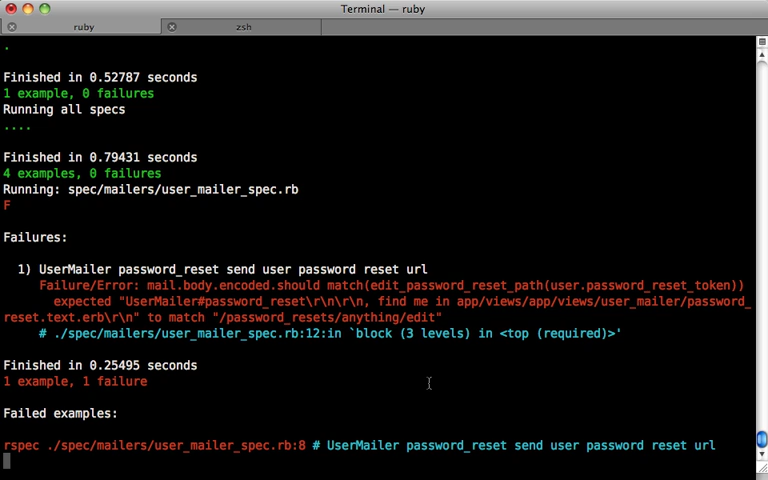 Terminal — ruby
ruby
zsh
.
Finished in 0.52787 seconds
1 example, 0 failures
Running all specs
....
Finished in 0.79431 seconds
4 examples, 0 failures
Running: spec/mailers/user_mailer_spec.rb
F
Failures:
1) UserMailer password_reset send user password reset url
Failure/Error: mail.body.encoded.should match(edit_password_reset_path(user.password_reset_token))
expected "UserMailer#password_reset\r\n\r\n, find me in app/views/app/views/user_mailer/password_
reset.text.erb\r\n" to match "/password_resets/anything/edit"
# ./spec/mailers/user_mailer_spec.rb:12:in `block (3 levels) in <top (required)>'
Finished in 0.25495 seconds
1 example, 1 failure
Failed examples:
rspec ./spec/mailers/user_mailer_spec.rb:8 # UserMailer password_reset send user password reset url